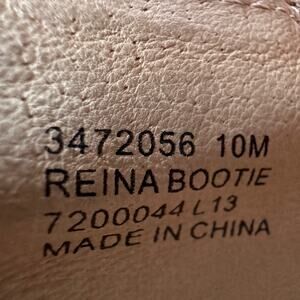 3472056 10M
REINA BOOTIE
7200044 L13
MADE IN CHINA